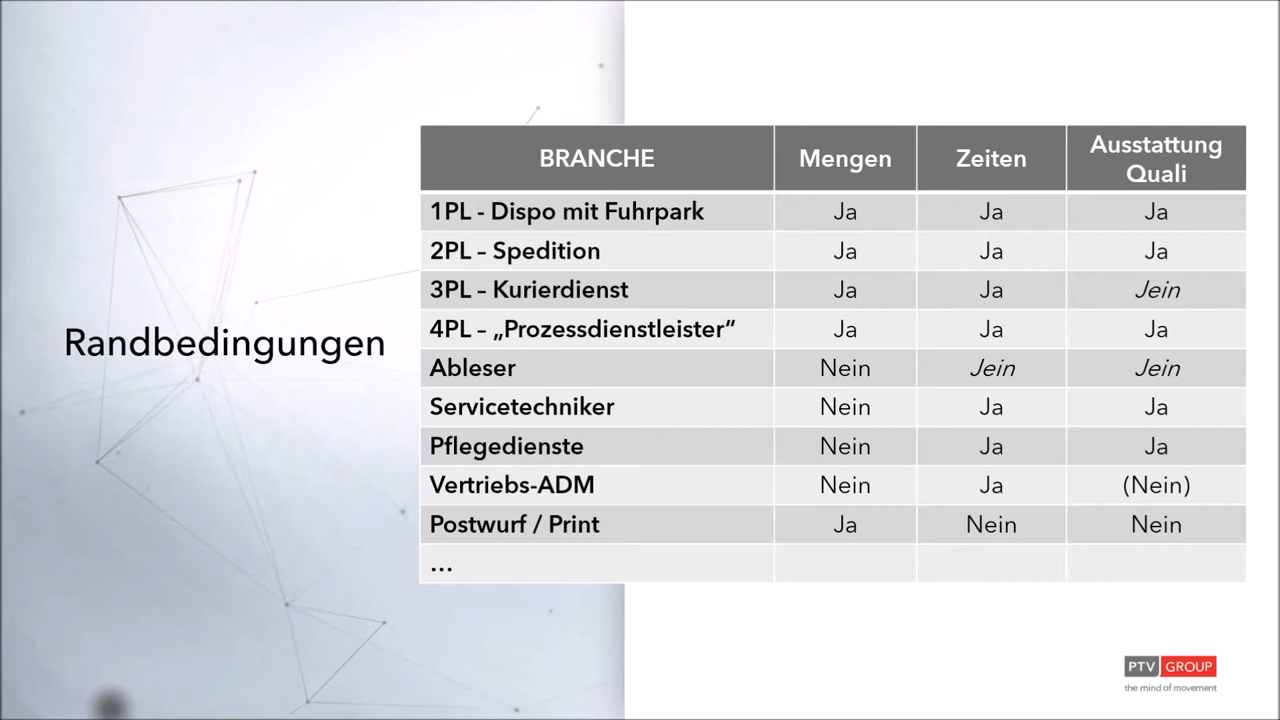 Randbedingungen
BRANCHE Mengen Zeiten Ausstattung Quali
1PL - Dispo mit Fuhrpark Ja Ja Ja
2PL – Spedition Ja Ja Ja
3PL – Kurierdienst Ja Ja Jein
4PL – „Prozessdienstleister“ Ja Ja Ja
Ableser Nein Jein Jein
Servicetechniker Nein Ja Ja
Pflegedienste Nein Ja Ja
Vertriebs-ADM Nein Ja (Nein)
Postwurf / Print Ja Nein Nein
...
PTV GROUP
the mind of movement